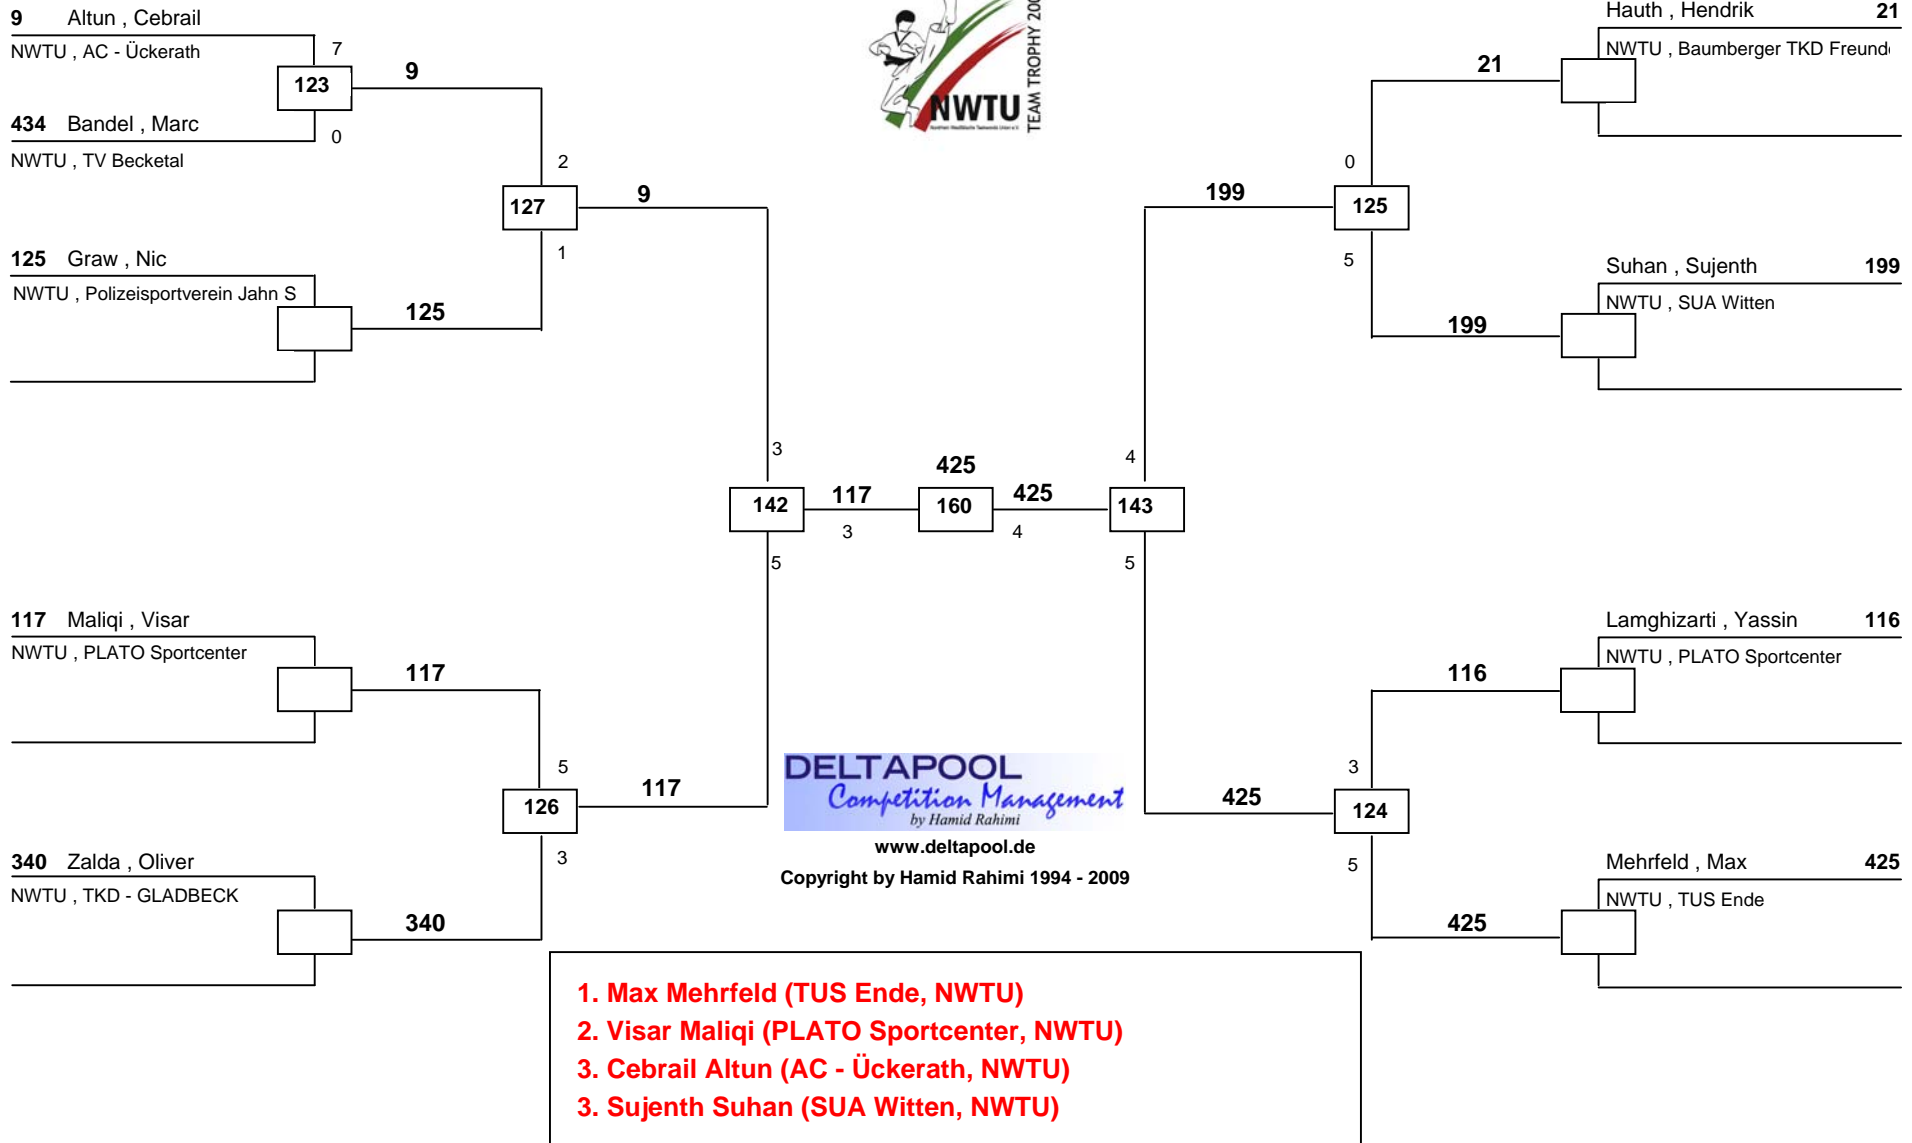 9 Altun , Cebrail
NWTU , AC - Ückerath
7
123
9
434 Bandel , Marc
0
NWTU , TV Becketal
2
127
9
1
125 Graw , Nic
NWTU , Polizeisportverein Jahn S
125
NWTU
TEAM TROPHY
Hauth , Hendrik 21
NWTU , Baumberger TKD Freund
21
0
199
125
5
Suhan , Sujenth 199
NWTU , SUA Witten
199
3
142
117
3
5
425
160
425
4
4
143
5
117 Maliqi , Visar
NWTU , PLATO Sportcenter
117
5
126
117
3
340 Zalda , Oliver
NWTU , TKD - GLADBECK
340
Lamghizarti , Yassin 116
NWTU , PLATO Sportcenter
116
3
425
124
5
Mehrfeld , Max 425
NWTU , TUS Ende
425
DELTAPOOL
Competition Management
by Hamid Rahimi
www.deltapool.de
Copyright by Hamid Rahimi 1994 - 2009
1. Max Mehrfeld (TUS Ende, NWTU)
2. Visar Maliqi (PLATO Sportcenter, NWTU)
3. Cebrail Altun (AC - Ückerath, NWTU)
3. Sujenth Suhan (SUA Witten, NWTU)